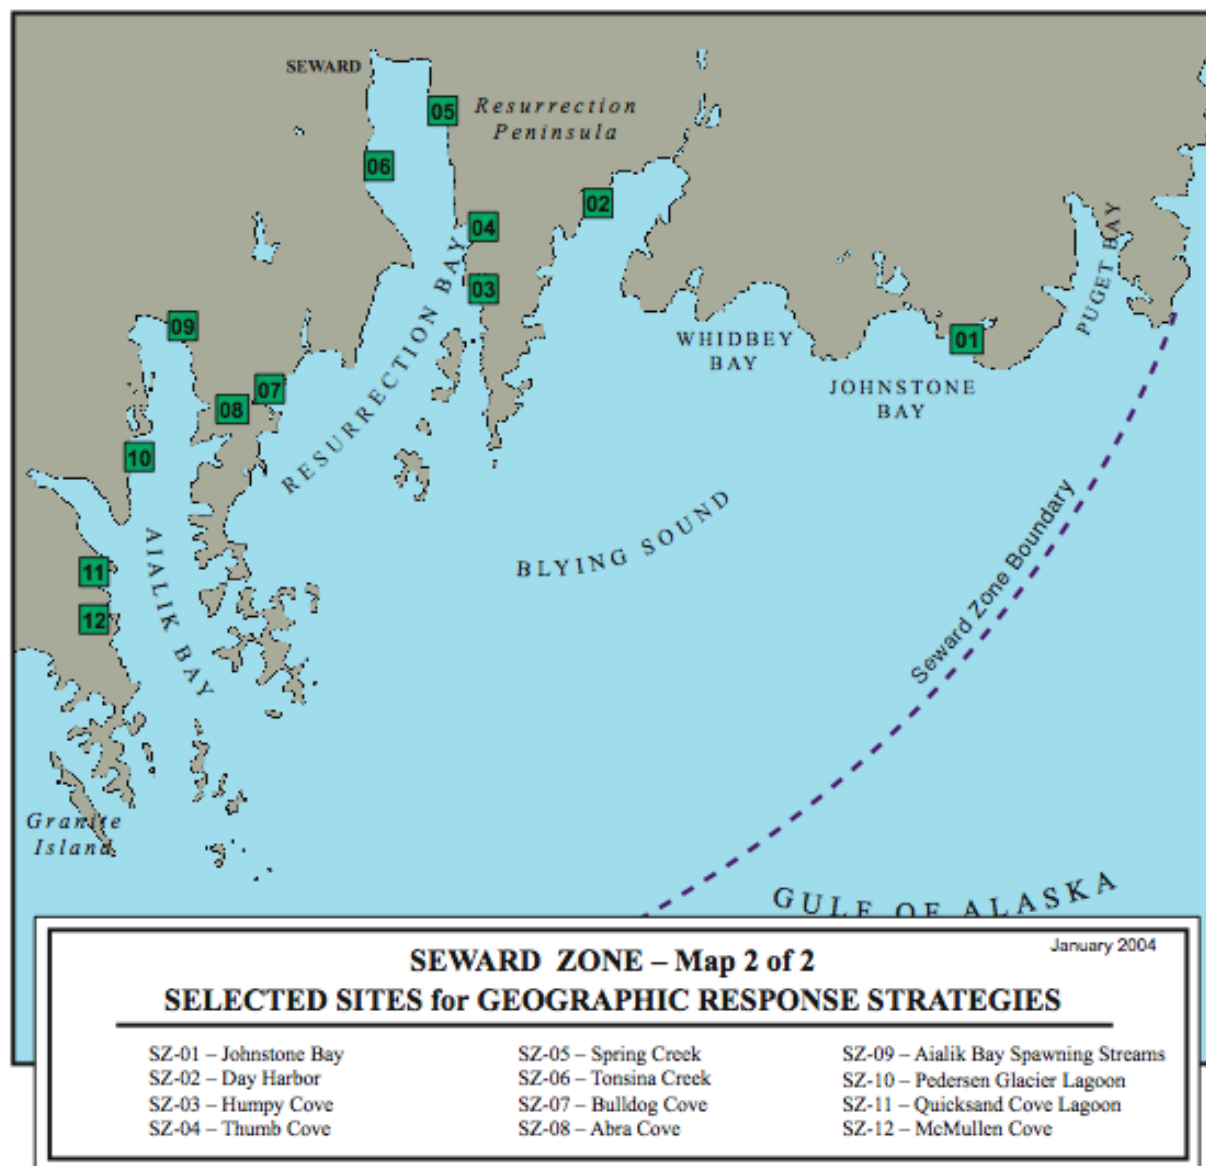 SEWARD
Resurrection
Peninsula
05
06
02
04
03
09
01
07
08
10
11
12
RESURRECTION BAY
PUGET BAY
WHIDBEY
BAY
JOHNSTONE
BAY
AIALIK BAY
BLYING SOUND
Seward Zone Boundary
Granite
Island
GULF OF ALASKA
January 2004
SEWARD ZONE – Map 2 of 2
SELECTED SITES for GEOGRAPHIC RESPONSE STRATEGIES
SZ-01 – Johnstone Bay
SZ-02 – Day Harbor
SZ-03 – Humpy Cove
SZ-04 – Thumb Cove
SZ-05 – Spring Creek
SZ-06 – Tonsina Creek
SZ-07 – Bulldog Cove
SZ-08 – Abra Cove
SZ-09 – Aialik Bay Spawning Streams
SZ-10 – Pedersen Glacier Lagoon
SZ-11 – Quicksand Cove Lagoon
SZ-12 – McMullen Cove